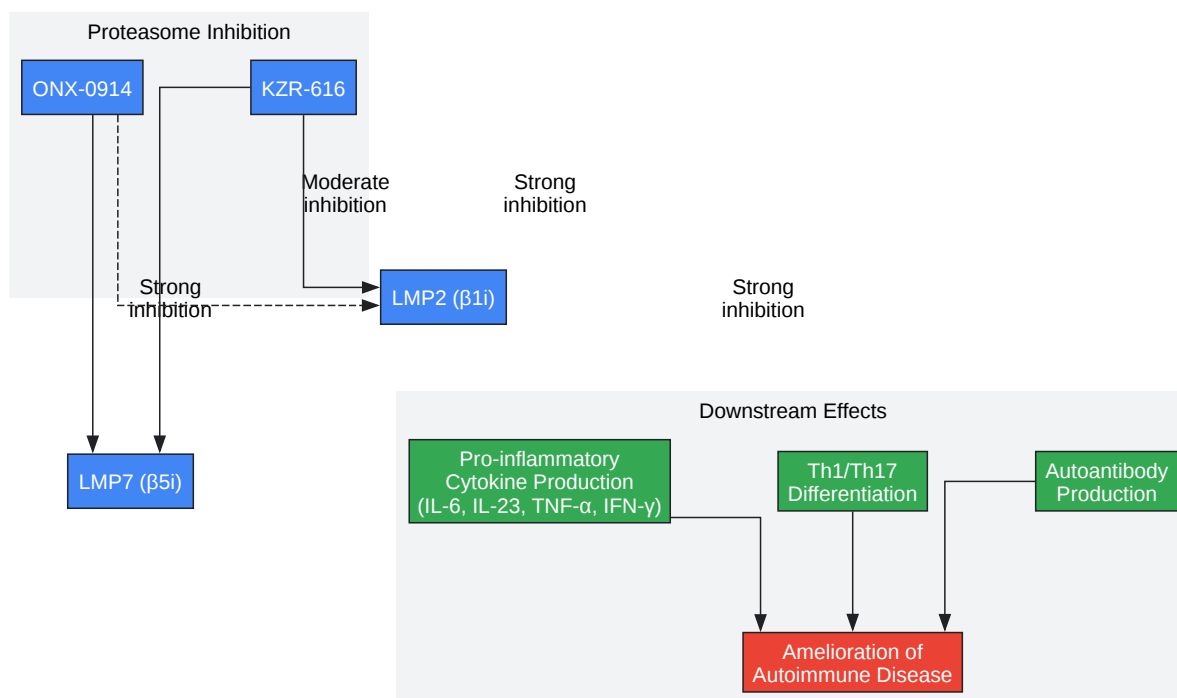 Proteasome Inhibition
ONX-0914
KZR-616
Moderate
inhibition
Strong
inhibition
LMP2 (β1i)
Strong
inhibition
Strong
inhibition
Downstream Effects
Pro-inflammatory
Cytokine Production
(IL-6, IL-23, TNF-α, IFN-γ)
Th1/Th17
Differentiation
Autoantibody
Production
LMP7 (β5i)
Amelioration of
Autoimmune Disease